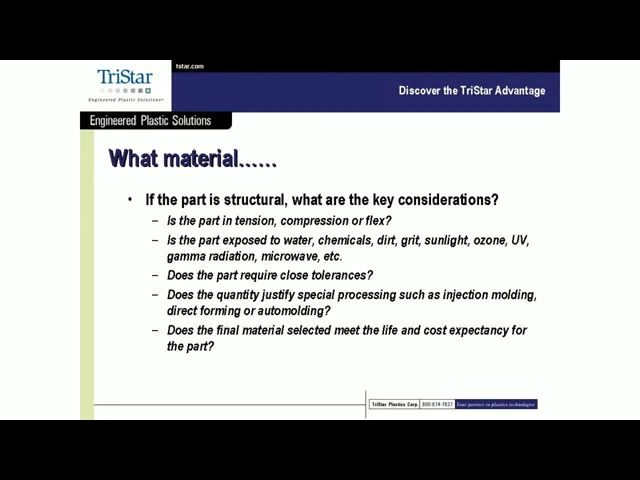 tstar.com
TriStar
Engineered Plastic Solutions
Discover the TriStar Advantage
Engineered Plastic Solutions
What material......
• If the part is structural, what are the key considerations?
– Is the part in tension, compression or flex?
– Is the part exposed to water, chemicals, dirt, grit, sunlight, ozone, UV,
gamma radiation, microwave, etc.
– Does the part require close tolerances?
– Does the quantity justify special processing such as injection molding,
direct forming or automolding?
– Does the final material selected meet the life and cost expectancy for
the part?
TriStar Plastics Corp. 800-874-7827 Your partner in plastics technologies